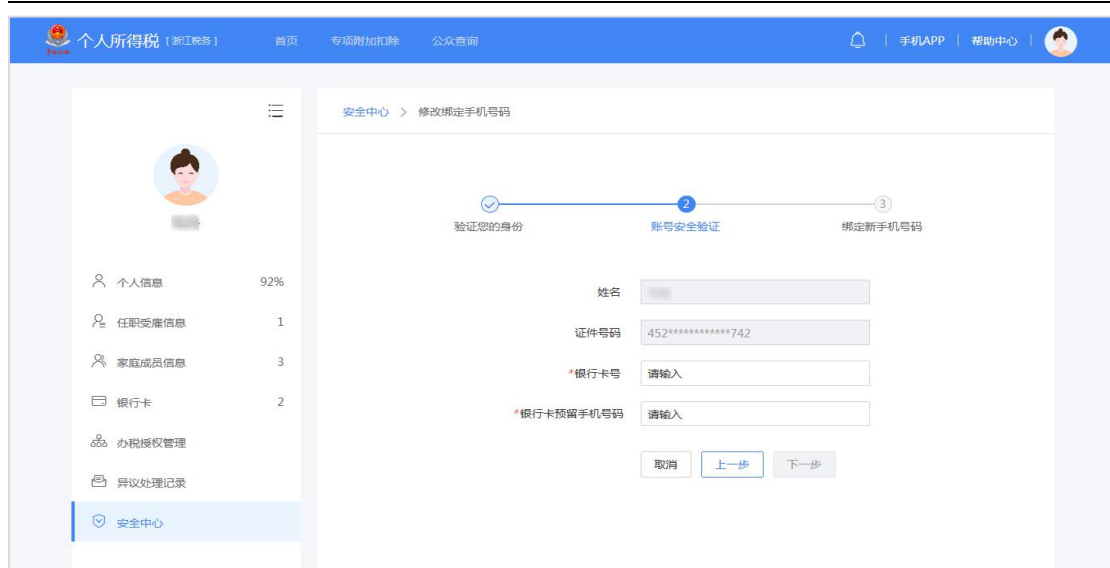 个人所得税 [ 浙江税务 ] 首页 专项附加扣除 公众查询 | 手机APP | 帮助中心 |
安全中心 > 修改绑定手机号码
2 3
验证您的身份 账号安全验证 绑定新手机号码
个人信息 92%
任职受雇信息 1
家庭成员信息 3
银行卡 2
办税授权管理
异议处理记录
安全中心
姓名
证件号码 452************742
*银行卡号 请输入
*银行卡预留手机号码 请输入
取消 上一步 下一步